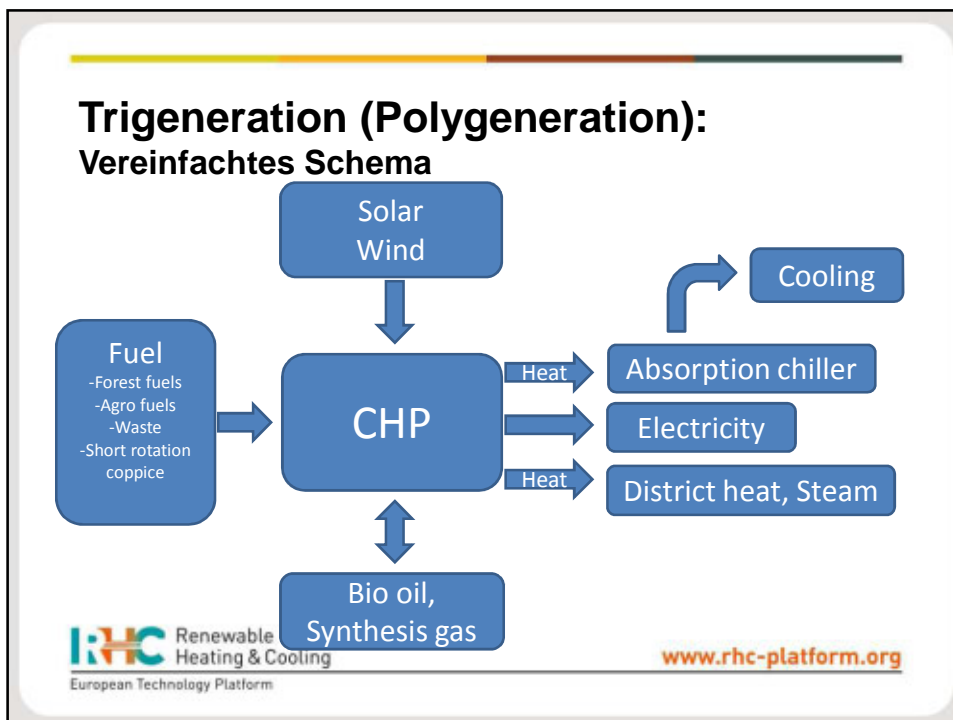 Trigeneration (Polygeneration):
Vereinfachtes Schema
Solar
Wind
Cooling
Fuel
-Forest fuels
-Agro fuels
-Waste
-Short rotation
coppice
CHP
Heat
Absorption chiller
Electricity
Heat
District heat, Steam
Bio oil,
Synthesis gas
RHC
Renewable
Heating & Cooling
European Technology Platform
www.rhc-platform.org